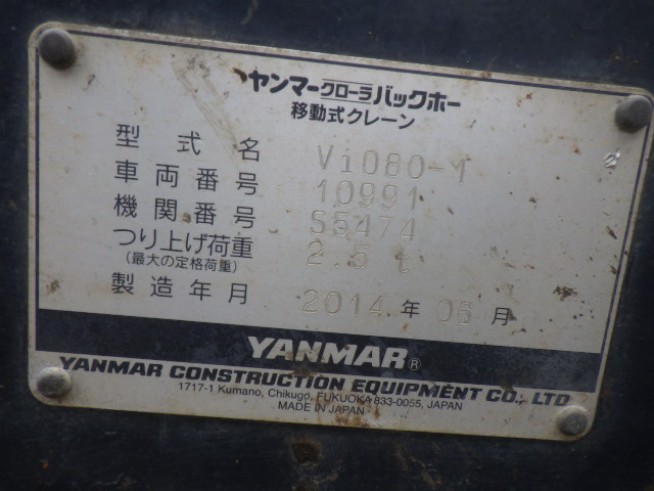 ヤンマークローラバックホー
移動式クレーン
型式名 Vi080-1
車両番号 10991
機関番号 S5474
つり上げ荷重 2.5t
(最大の定格荷重)
製造年月 2014年06月
YANMAR®
YANMAR CONSTRUCTION EQUIPMENT CO., LTD
1717-1 Kumano, Chikugo, FUKUOKA 833-0055, JAPAN
MADE IN JAPAN